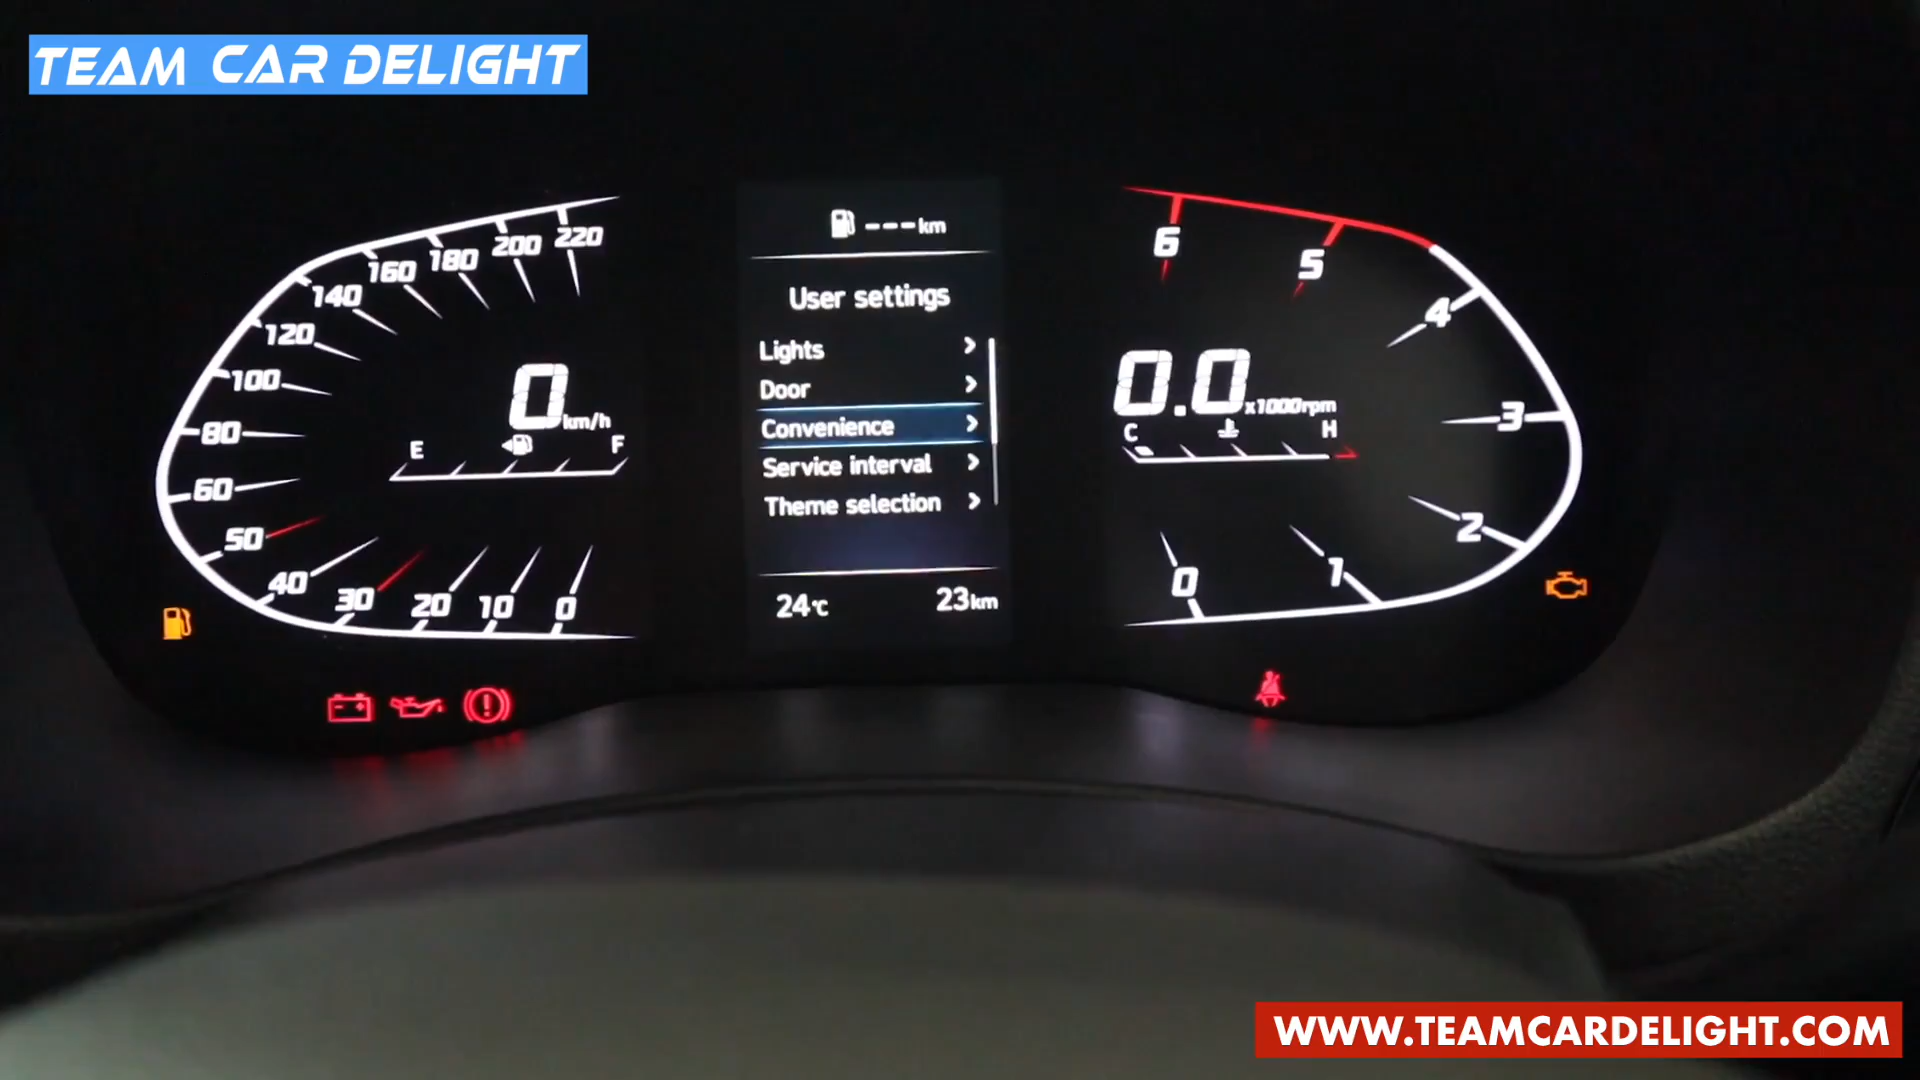 TEAM CAR DELIGHT
220
200
180
160
140
120
100
80
60
50
40
30
20
10
0
0 km/h
E F
--- km
User settings
Lights
Door
Convenience
Service interval
Theme selection
24°C 23km
6
5
4
3
2
1
0
0.0 x1000rpm
C H
WWW.TEAMCARDELIGHT.COM